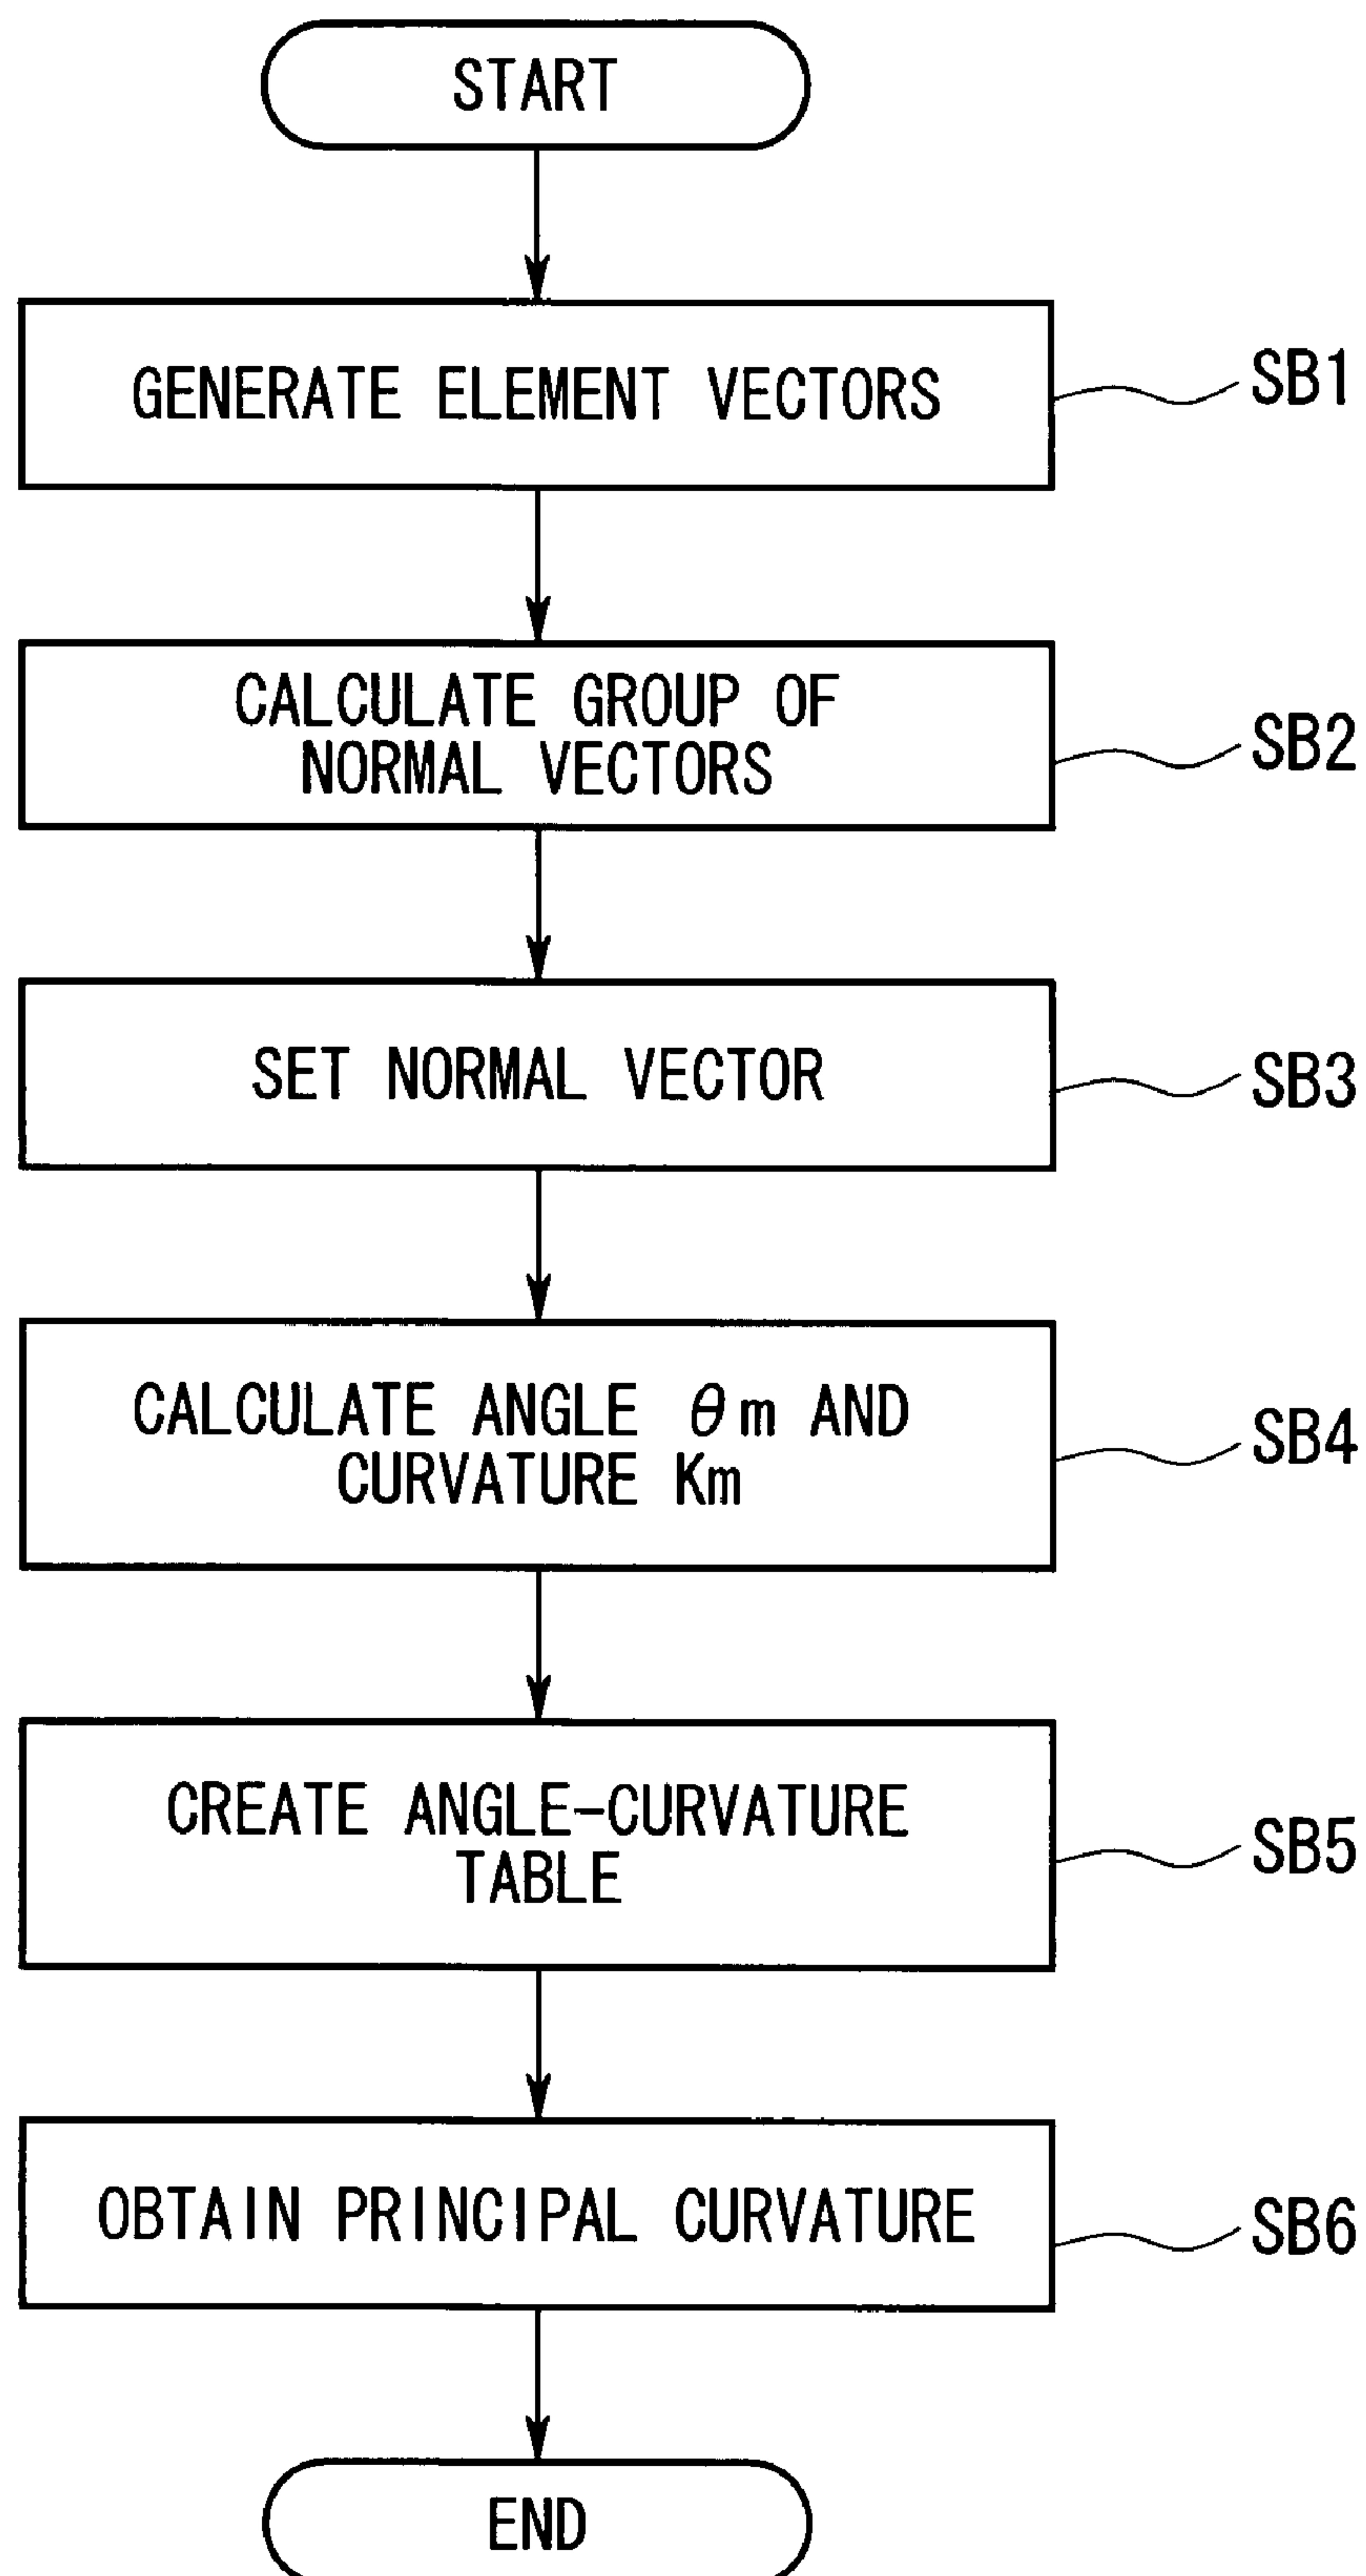 START
GENERATE ELEMENT VECTORS
SB1
CALCULATE GROUP OF
NORMAL VECTORS
SB2
SET NORMAL VECTOR
SB3
CALCULATE ANGLE θm AND
CURVATURE Km
SB4
CREATE ANGLE-CURVATURE
TABLE
SB5
OBTAIN PRINCIPAL CURVATURE
SB6
END